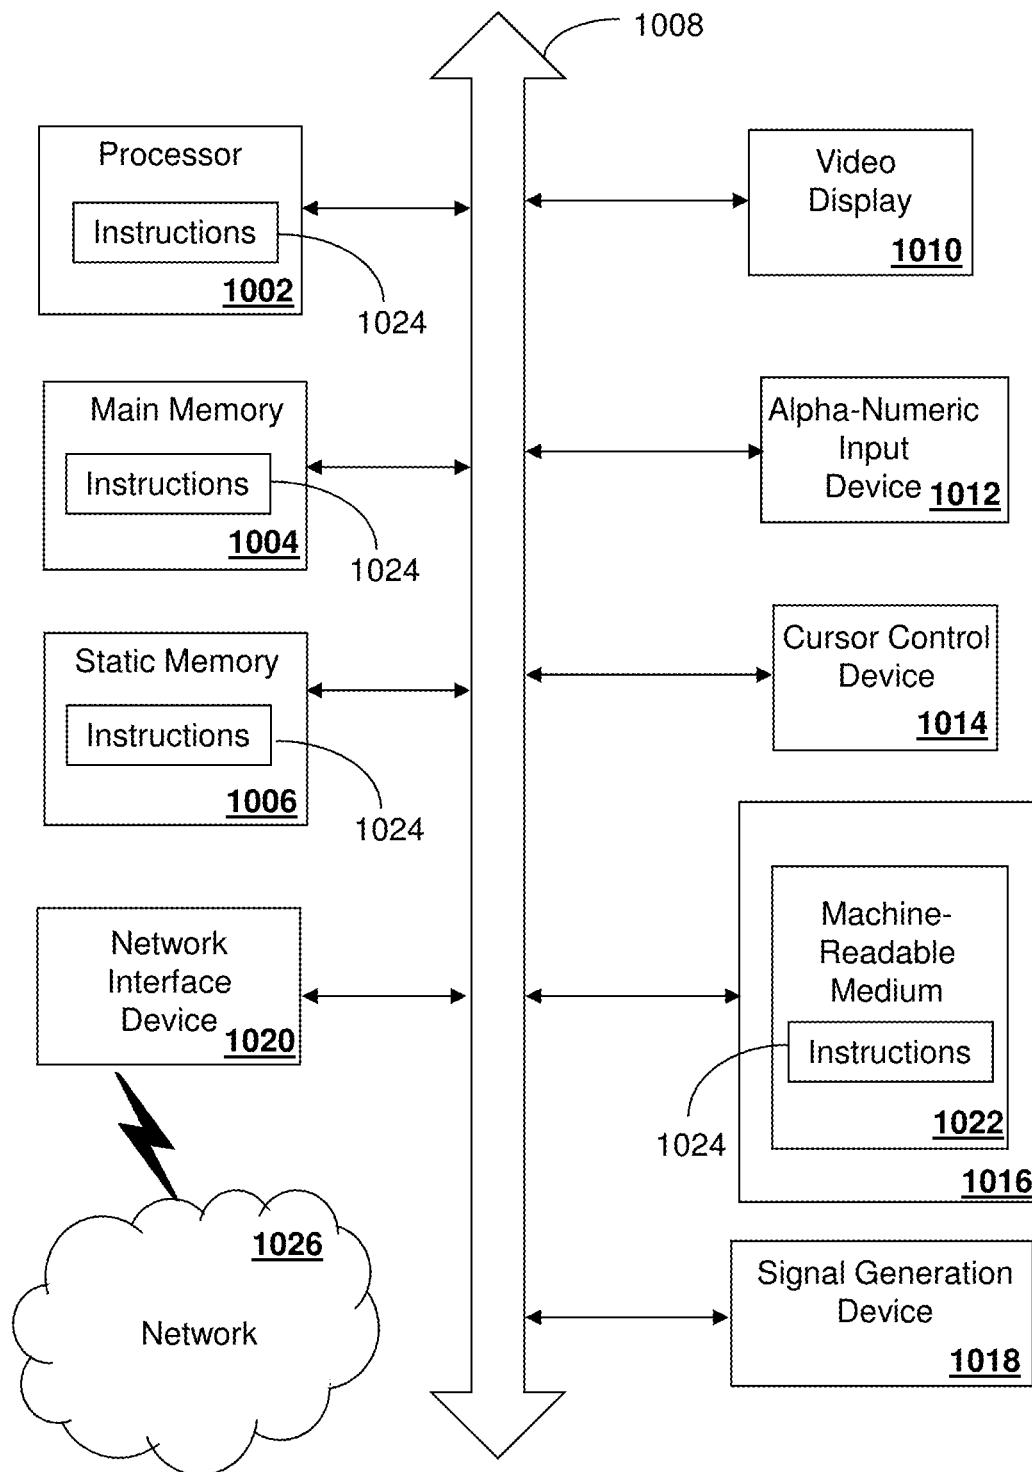 1008
Processor
Instructions
1002
1024
Main Memory
Instructions
1004
1024
Static Memory
Instructions
1006
1024
Network
Interface
Device
1020
1026
Network
Video
Display
1010
Alpha-Numeric
Input
Device
1012
Cursor Control
Device
1014
Machine-
Readable
Medium
Instructions
1024
1022
1016
Signal Generation
Device
1018